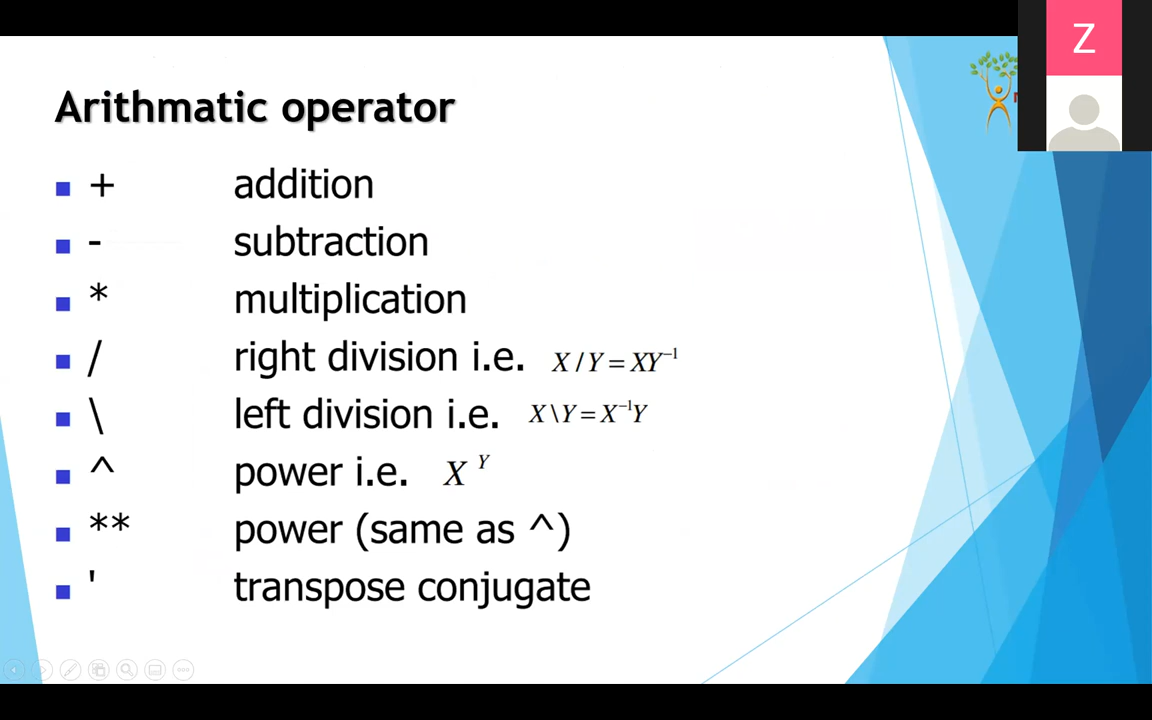 Z
Arithmatic operator
+ addition
- subtraction
* multiplication
/ right division i.e. X / Y = XY⁻¹
\ left division i.e. X \ Y = X⁻¹Y
^ power i.e. X^Y
** power (same as ^)
' transpose conjugate